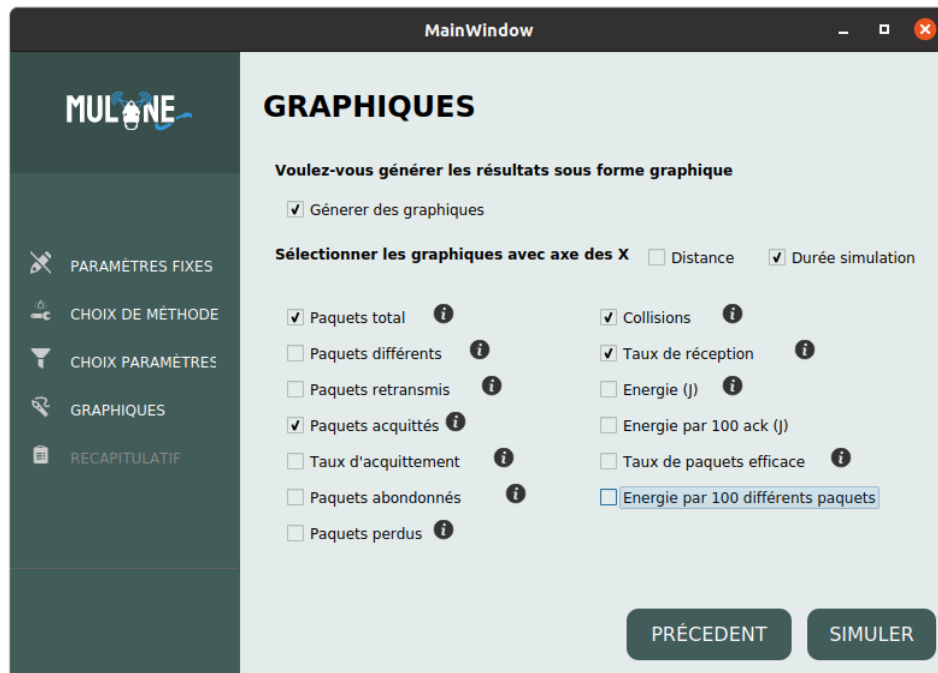 MainWindow
MULONE
PARAMÈTRES FIXES
CHOIX DE MÉTHODE
CHOIX PARAMÈTRES
GRAPHIQUES
RECAPITULATIF
GRAPHIQUES
Voulez-vous générer les résultats sous forme graphique
Génerer des graphiques
Sélectionner les graphiques avec axe des X Distance Durée simulation
Paquets total
Paquets différents
Paquets retransmis
Paquets acquittés
Taux d'acquittement
Paquets abondonnés
Paquets perdus
Collisions
Taux de réception
Energie (J)
Energie par 100 ack (J)
Taux de paquets efficace
Energie par 100 différents paquets
PRÉCEDENT SIMULER